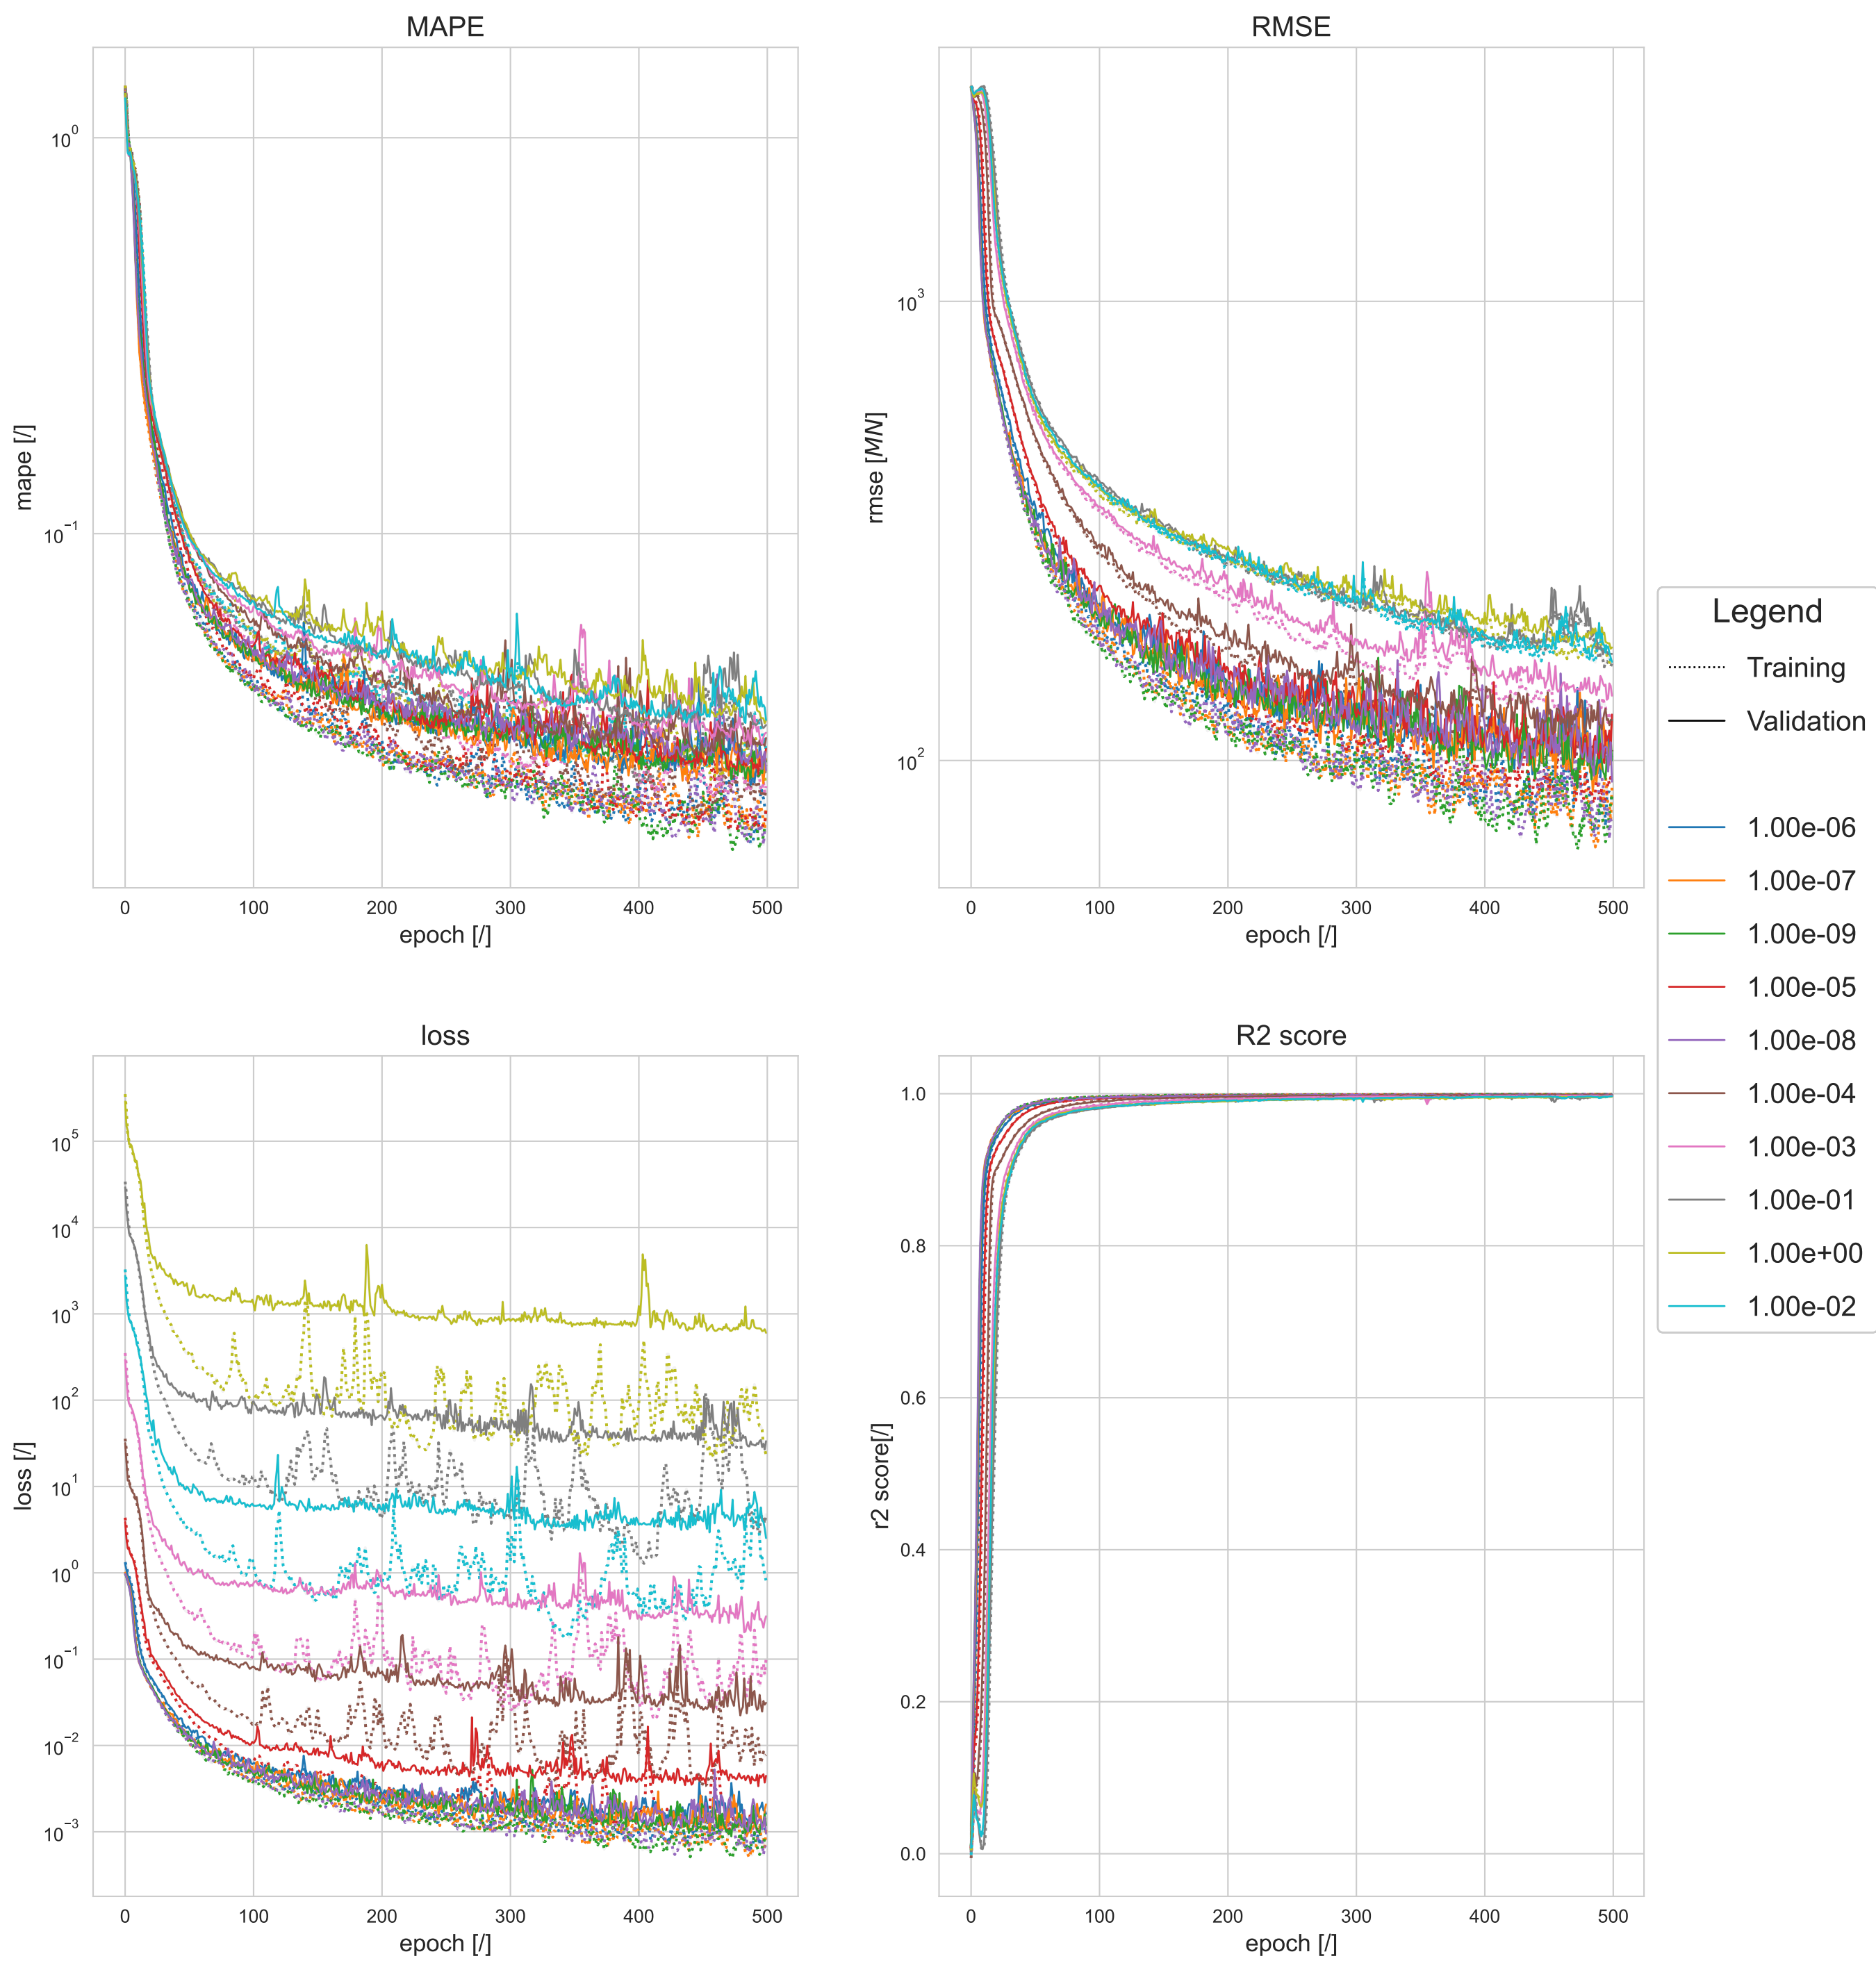 MAPE
10^0
10^-1
mape [/]
0 100 200 300 400 500
epoch [/]
RMSE
10^3
10^2
rmse [MN]
0 100 200 300 400 500
epoch [/]
loss
10^5
10^4
10^3
10^2
10^1
10^0
10^-1
10^-2
10^-3
loss [/]
0 100 200 300 400 500
epoch [/]
R2 score
1.0
0.8
0.6
0.4
0.2
0.0
r2 score[/]
0 100 200 300 400 500
epoch [/]
Legend
Training
Validation
1.00e-06
1.00e-07
1.00e-09
1.00e-05
1.00e-08
1.00e-04
1.00e-03
1.00e-01
1.00e+00
1.00e-02